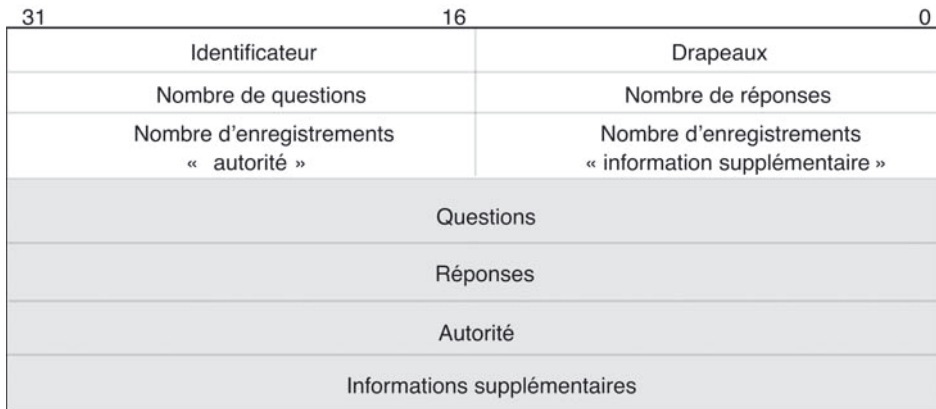 31 16 0
Identificateur Drapeaux
Nombre de questions Nombre de réponses
Nombre d'enregistrements Nombre d'enregistrements
« autorité » « information supplémentaire »
Questions
Réponses
Autorité
Informations supplémentaires